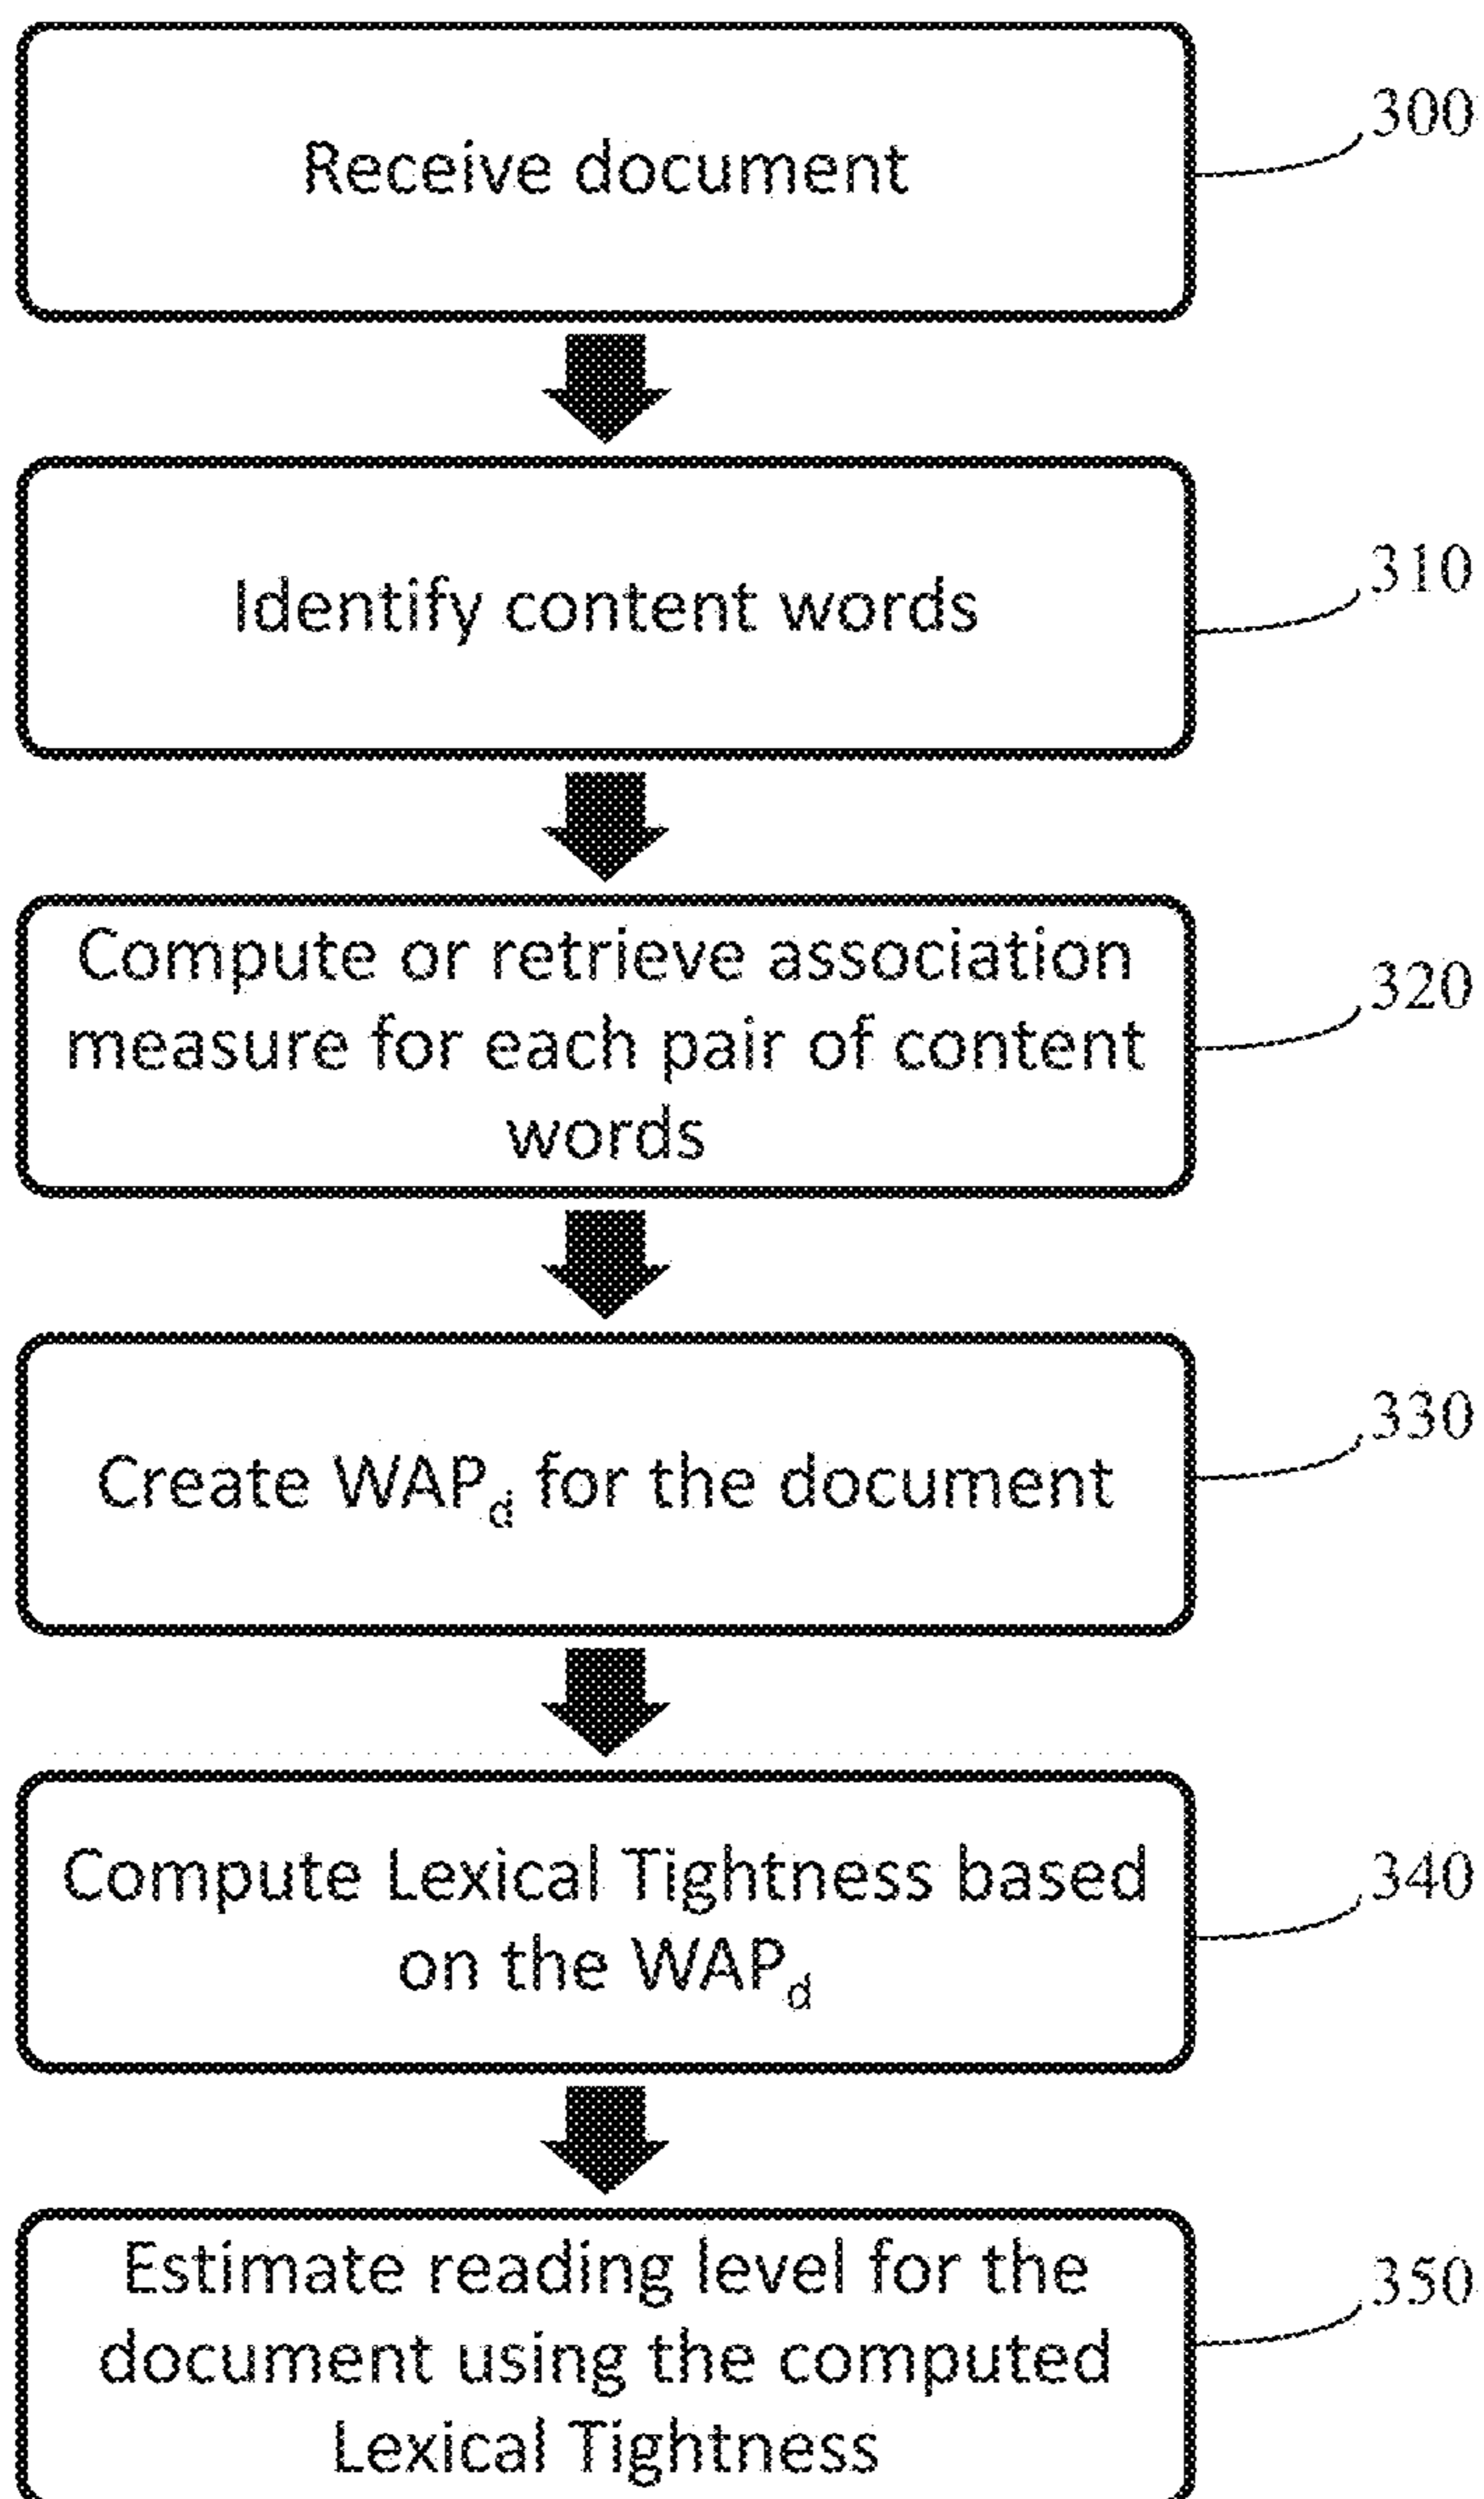 Receive document
300
Identify content words
310
Compute or retrieve association
measure for each pair of content
words
320
Create WAPd for the document
330
Compute Lexical Tightness based
on the WAPd
340
Estimate reading level for the
document using the computed
Lexical Tightness
350